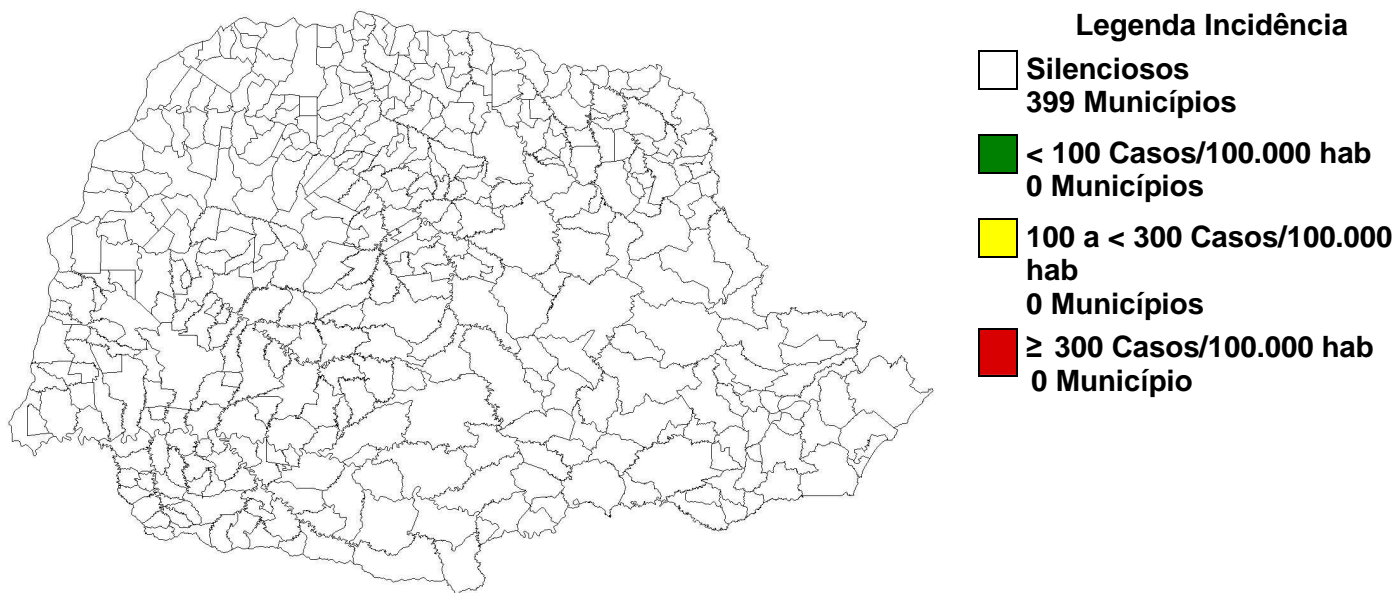 Legenda Incidência
Silenciosos
399 Municípios
< 100 Casos/100.000 hab
0 Municípios
100 a < 300 Casos/100.000
hab
0 Municípios
≥ 300 Casos/100.000 hab
0 Município